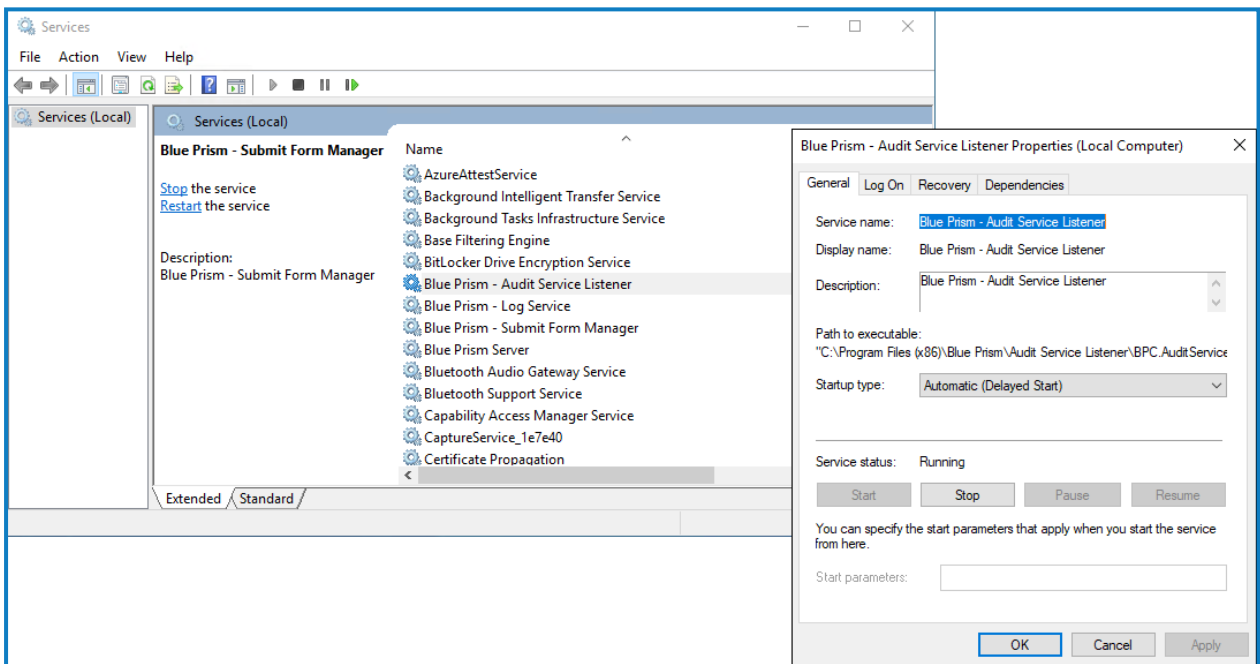 Services
File Action View Help
Services (Local)
Services (Local)
Blue Prism - Submit Form Manager
Stop the service
Restart the service
Description:
Blue Prism - Submit Form Manager
Name
AzureAttestService
Background Intelligent Transfer Service
Background Tasks Infrastructure Service
Base Filtering Engine
BitLocker Drive Encryption Service
Blue Prism - Audit Service Listener
Blue Prism - Log Service
Blue Prism - Submit Form Manager
Blue Prism Server
Bluetooth Audio Gateway Service
Bluetooth Support Service
Capability Access Manager Service
CaptureService_1e7e40
Certificate Propagation
Extended Standard
Blue Prism - Audit Service Listener Properties (Local Computer)
General Log On Recovery Dependencies
Service name: Blue Prism - Audit Service Listener
Display name: Blue Prism - Audit Service Listener
Description: Blue Prism - Audit Service Listener
Path to executable:
"C:\Program Files (x86)\Blue Prism\Audit Service Listener\BPC.AuditService
Startup type: Automatic (Delayed Start)
Service status: Running
Start Stop Pause Resume
You can specify the start parameters that apply when you start the service
from here.
Start parameters:
OK Cancel Apply